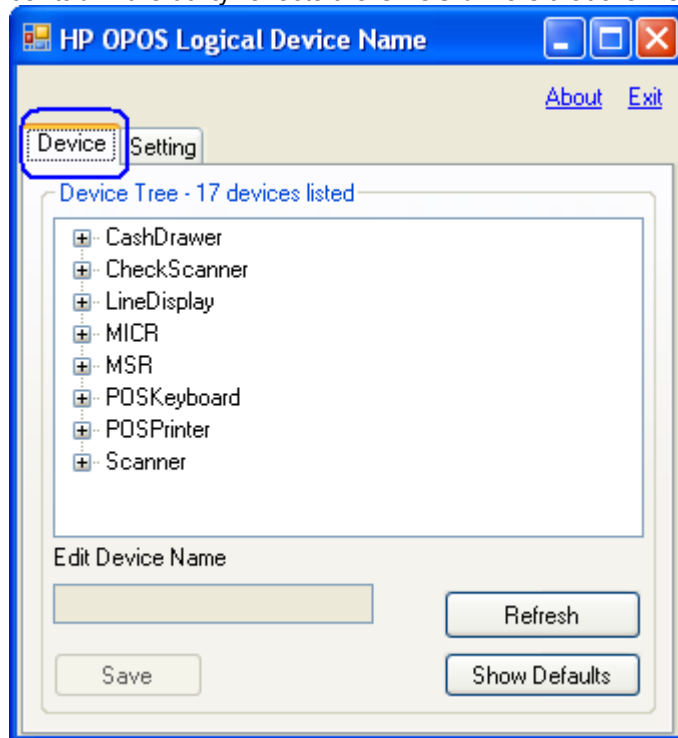 HP OPOS Logical Device Name
About Exit
Device Setting
Device Tree - 17 devices listed
CashDrawer
CheckScanner
LineDisplay
MICR
MSR
POSKeyboard
POSPrinter
Scanner
Edit Device Name
Refresh
Save Show Defaults